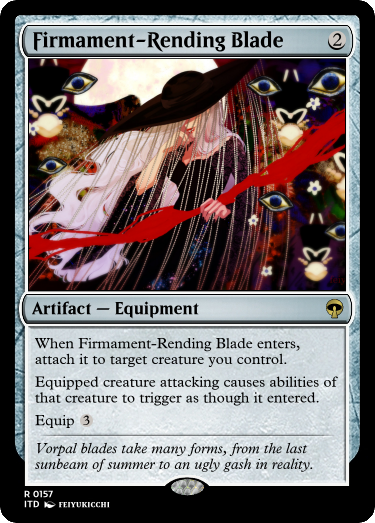 Firmament-Rending Blade 2
Artifact — Equipment
When Firmament-Rending Blade enters,
attach it to target creature you control.
Equipped creature attacking causes abilities of
that creature to trigger as though it entered.
Equip 3
Vorpal blades take many forms, from the last
sunbeam of summer to an ugly gash in reality.
R 0157
ITD FEIYUKICCHI